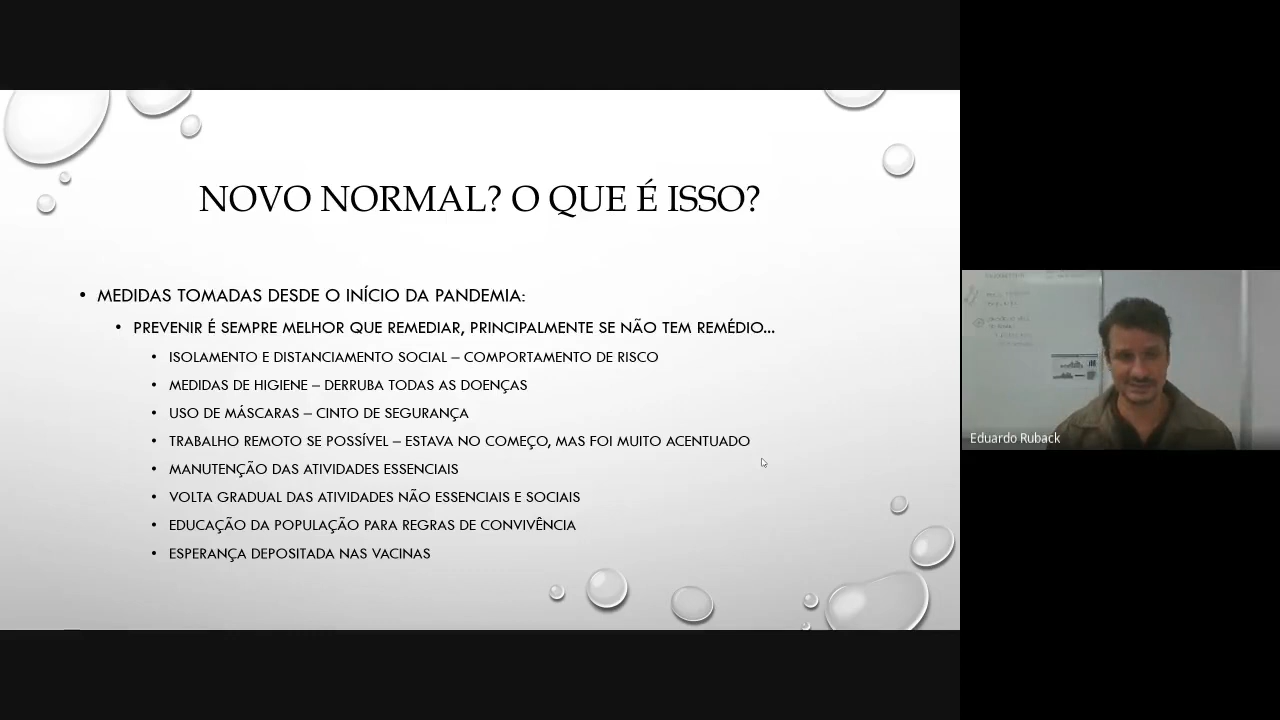 NOVO NORMAL? O QUE É ISSO?
• MEDIDAS TOMADAS DESDE O INÍCIO DA PANDEMIA:
• PREVENIR É SEMPRE MELHOR QUE REMEDIAR, PRINCIPALMENTE SE NÃO TEM REMÉDIO...
• ISOLAMENTO E DISTANCIAMENTO SOCIAL – COMPORTAMENTO DE RISCO
• MEDIDAS DE HIGIENE – DERRUBA TODAS AS DOENÇAS
• USO DE MÁSCARAS – CINTO DE SEGURANÇA
• TRABALHO REMOTO SE POSSÍVEL – ESTAVA NO COMEÇO, MAS FOI MUITO ACENTUADO
• MANUTENÇÃO DAS ATIVIDADES ESSENCIAIS
• VOLTA GRADUAL DAS ATIVIDADES NÃO ESSENCIAIS E SOCIAIS
• EDUCAÇÃO DA POPULAÇÃO PARA REGRAS DE CONVIVÊNCIA
• ESPERANÇA DEPOSITADA NAS VACINAS
Eduardo Ruback